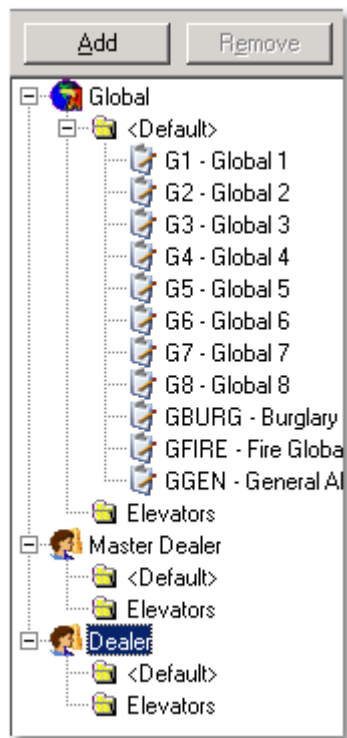 Add Remove
Global
<Default>
G1 - Global 1
G2 - Global 2
G3 - Global 3
G4 - Global 4
G5 - Global 5
G6 - Global 6
G7 - Global 7
G8 - Global 8
GBURG - Burglary
GFIRE - Fire Globa
GGEN - General Al
Elevators
Master Dealer
<Default>
Elevators
Dealer
<Default>
Elevators